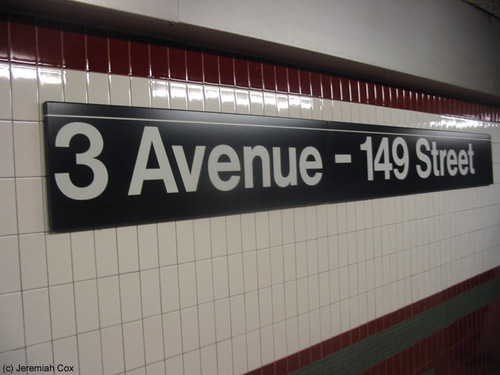 3 Avenue - 149 Street
(c) Jeremiah Cox